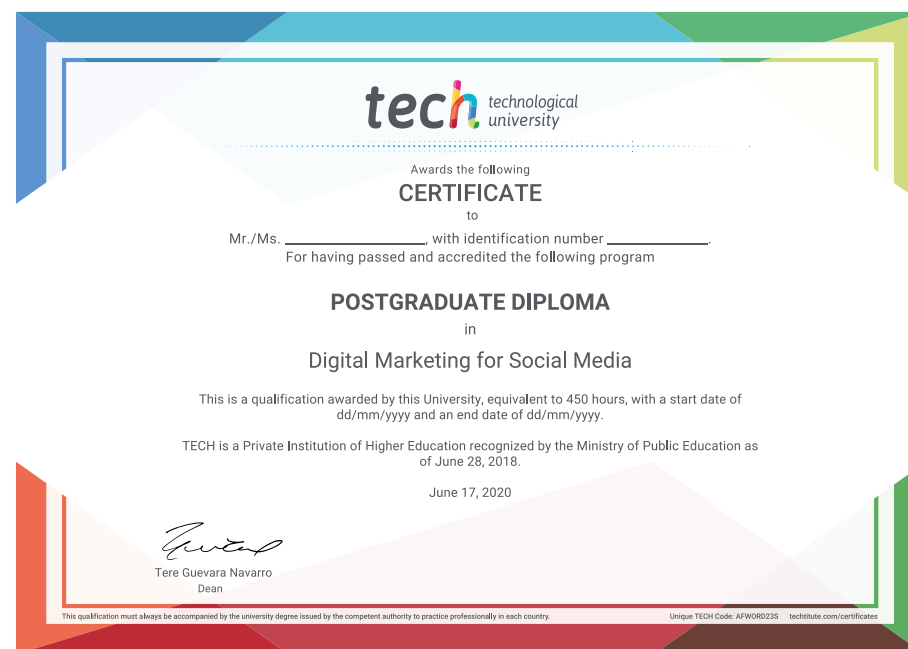 tech technological
university
Awards the following
CERTIFICATE
to
Mr./Ms. ____________________, with identification number __________________.
For having passed and accredited the following program
POSTGRADUATE DIPLOMA
in
Digital Marketing for Social Media
This is a qualification awarded by this University, equivalent to 450 hours, with a start date of
dd/mm/yyyy and an end date of dd/mm/yyyy.
TECH is a Private Institution of Higher Education recognized by the Ministry of Public Education as
of June 28, 2018.
June 17, 2020
Tere Guevara Navarro
Dean
This qualification must always be accompanied by the university degree issued by the competent authority to practice professionally in each country.
Unique TECH Code: AFWORD23S techtitute.com/certificates